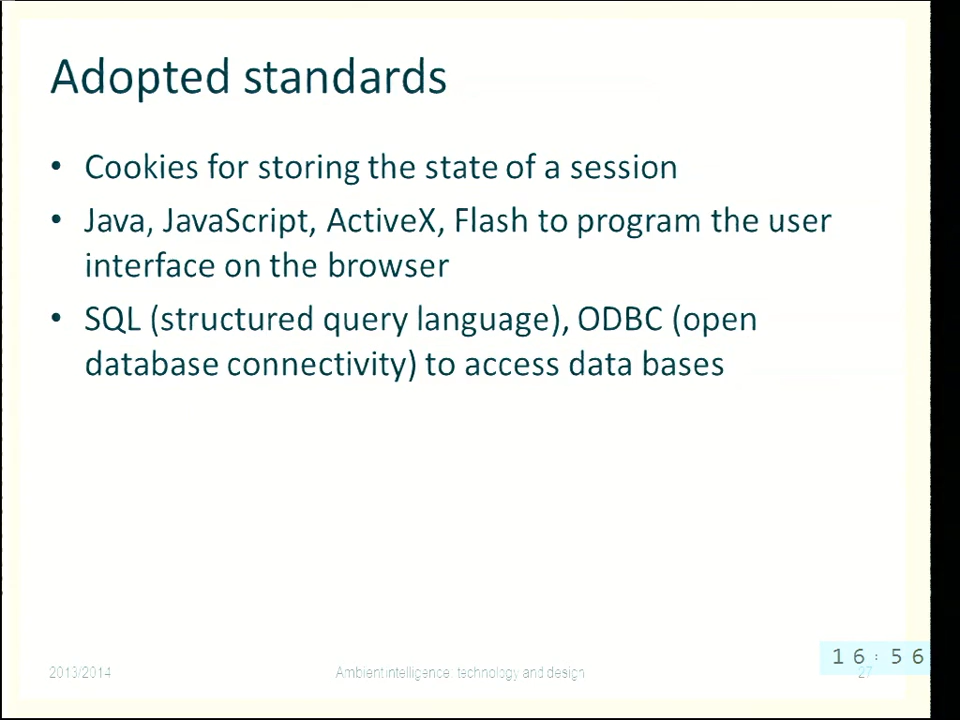 Adopted standards
• Cookies for storing the state of a session
• Java, JavaScript, ActiveX, Flash to program the user
interface on the browser
• SQL (structured query language), ODBC (open
database connectivity) to access data bases
16:56
2013/2014
Ambient intelligence: technology and design
27